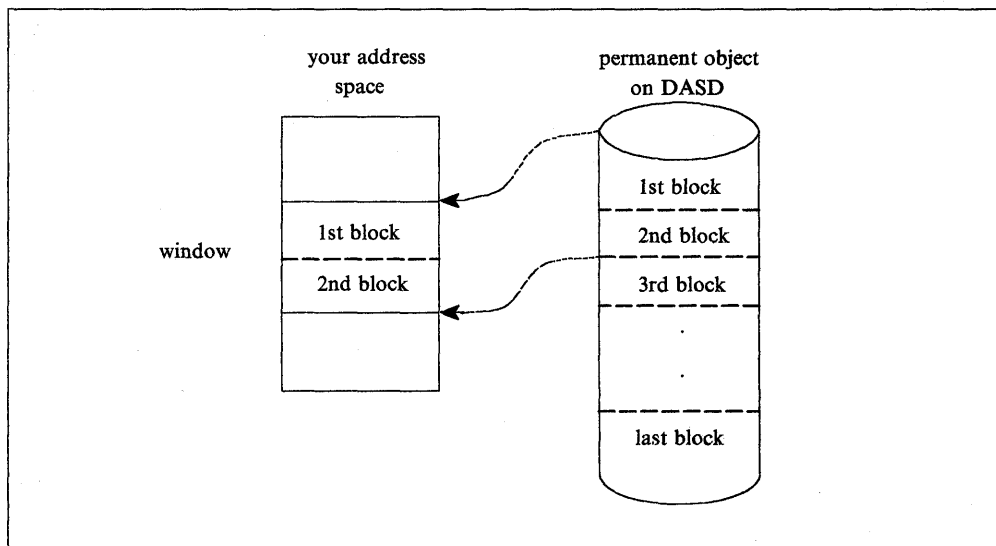 your address
space
permanent object
on DASD
window
1st block
2nd block
1st block
2nd block
3rd block
.
.
last block